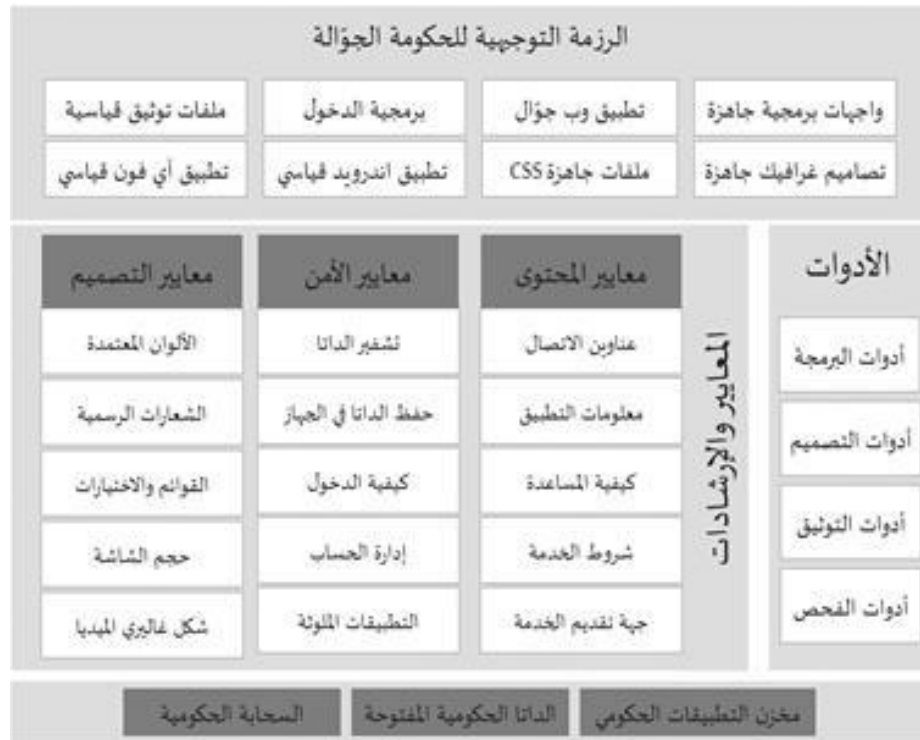 الرزمة التوجيهية للحكومة الجوّالة
واجهات برمجية جاهزة
تطبيق وب جوّال
برمجية الدخول
ملفات توثيق قياسية
تصاميم غرافيك جاهزة
ملفات جاهزة CSS
تطبيق اندرويد قياسي
تطبيق أي فون قياسي
الأدوات
أدوات البرمجة
أدوات التصميم
أدوات التوثيق
أدوات الفحص
المعايير والإرشادات
معايير المحتوى
عناوين الاتصال
معلومات التطبيق
كيفية المساعدة
شروط الخدمة
جهة تقديم الخدمة
معايير الأمن
تشفير الداتا
حفظ الداتا في الجهاز
كيفية الدخول
إدارة الحساب
التطبيقات الملوثة
معايير التصميم
الألوان المعتمدة
الشعارات الرسمية
القوائم والاختيارات
حجم الشاشة
شكل غاليري الميديا
مخزن التطبيقات الحكومي
الداتا الحكومية المفتوحة
السحابة الحكومية